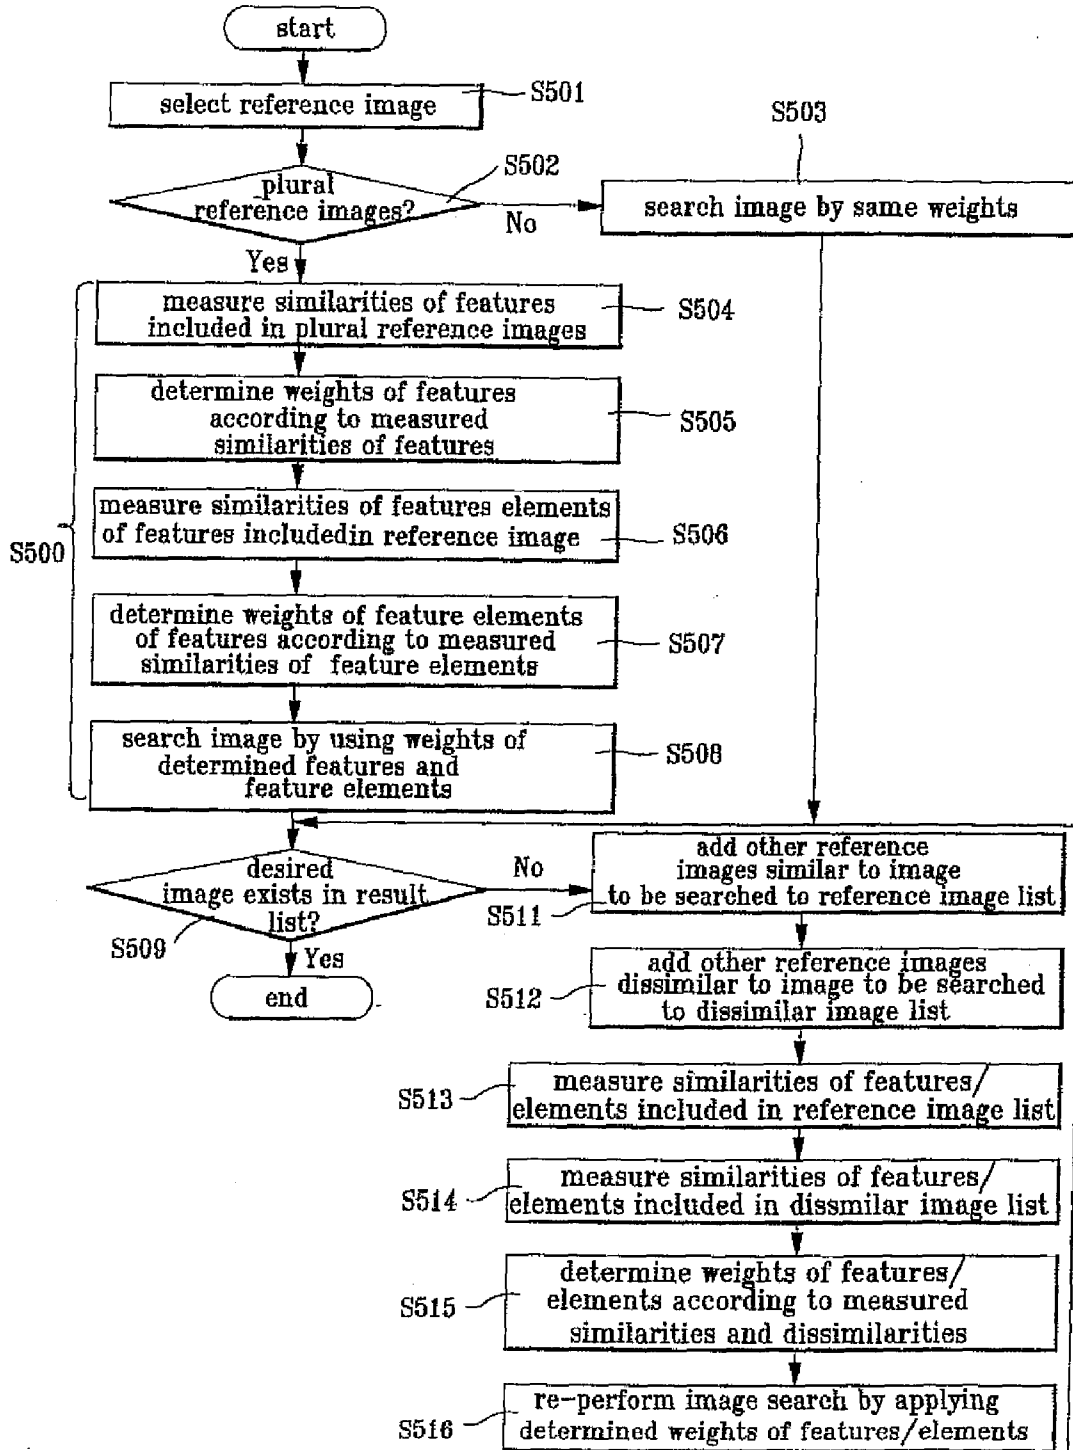 start
select reference image
S501
plural
reference images?
S502
No
Yes
S503
search image by same weights
S500
measure similarities of features
included in plural reference images
S504
determine weights of features
according to measured
similarities of features
S505
measure similarities of features elements
of features includedin reference image
S506
determine weights of feature elements
of features according to measured
similarities of feature elements
S507
search image by using weights of
determined features and
feature elements
S508
desired
image exists in result
list?
S509
No
Yes
end
add other reference
images similar to image
to be searched to reference image list
S511
add other reference images
dissimilar to image to be searched
to dissimilar image list
S512
measure similarities of features/
elements included in reference image list
S513
measure similarities of features/
elements included in dissmilar image list
S514
determine weights of features/
elements according to measured
similarities and dissimilarities
S515
re-perform image search by applying
determined weights of features/elements
S516